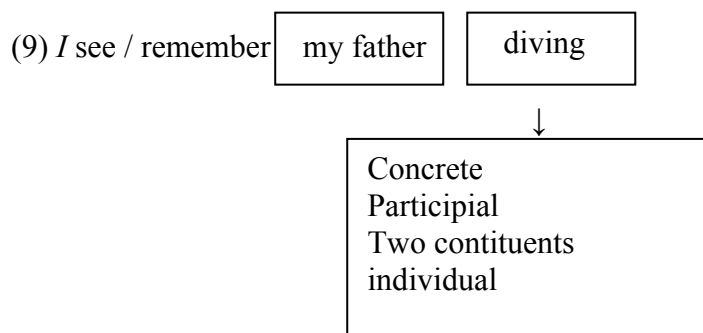 (9) I see / remember my father diving
↓
Concrete
Participial
Two contituents
individual